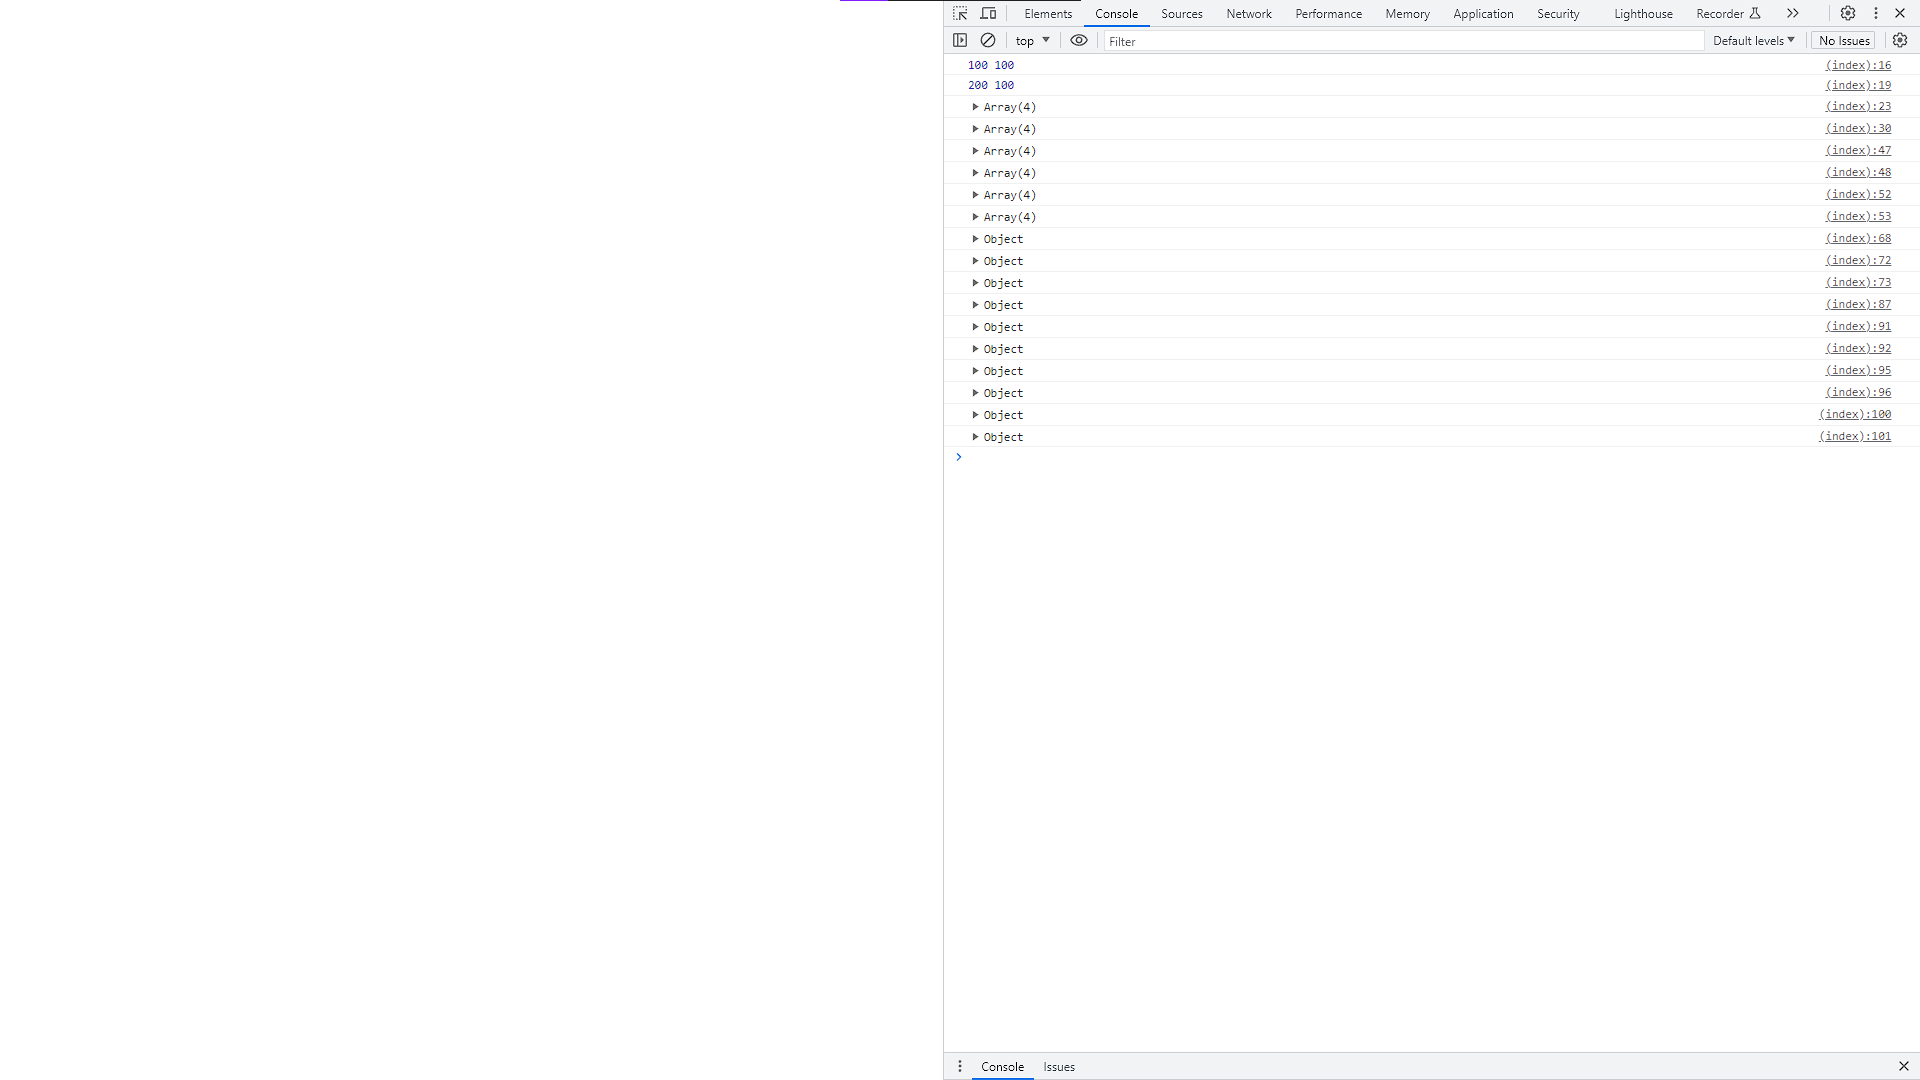 Elements Console Sources Network Performance Memory Application Security Lighthouse Recorder
top Filter Default levels No Issues
100 100 (index):16
200 100 (index):19
Array(4) (index):23
Array(4) (index):30
Array(4) (index):47
Array(4) (index):48
Array(4) (index):52
Array(4) (index):53
Object (index):68
Object (index):72
Object (index):73
Object (index):87
Object (index):91
Object (index):92
Object (index):95
Object (index):96
Object (index):100
Object (index):101
Console Issues